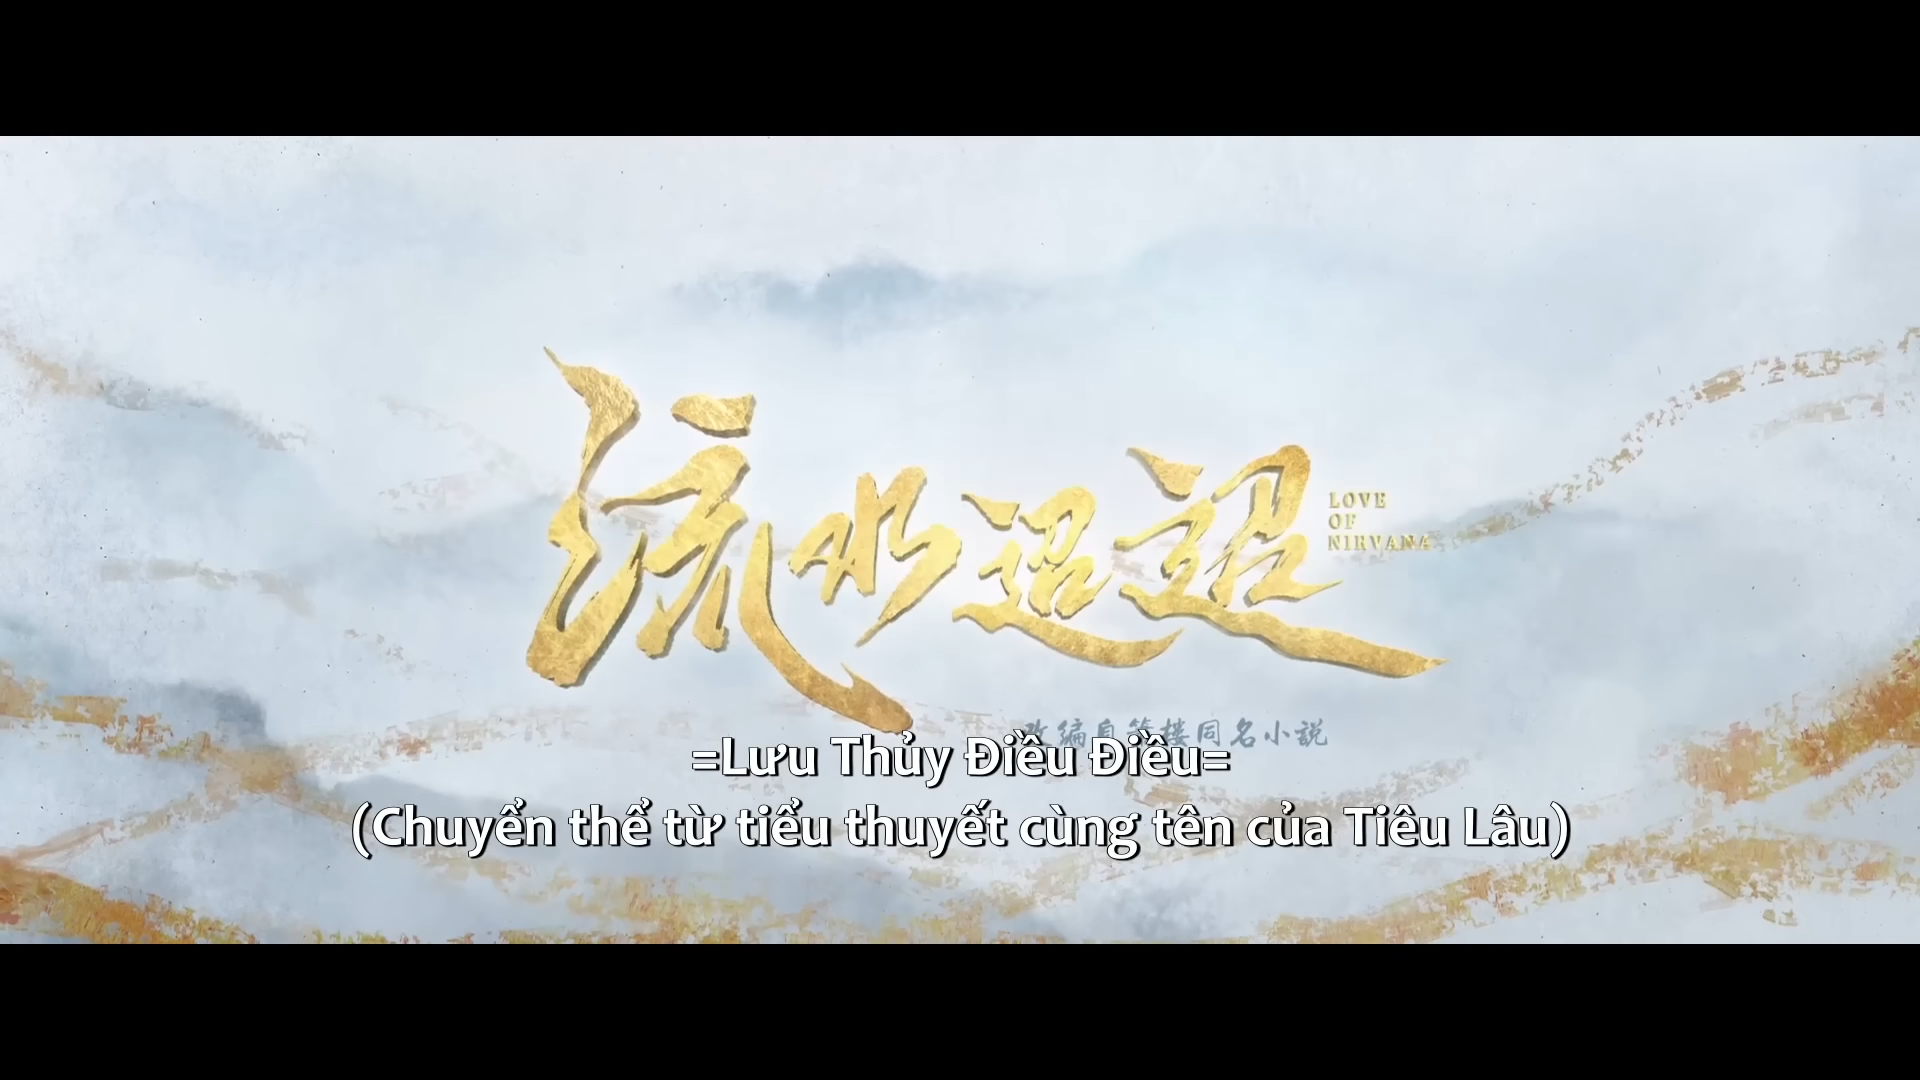 流水迢迢
LOVE
OF
NIRVANA
改编自箫楼同名小説
=Lưu Thủy Điều Điều=
(Chuyển thể từ tiểu thuyết cùng tên của Tiêu Lâu)